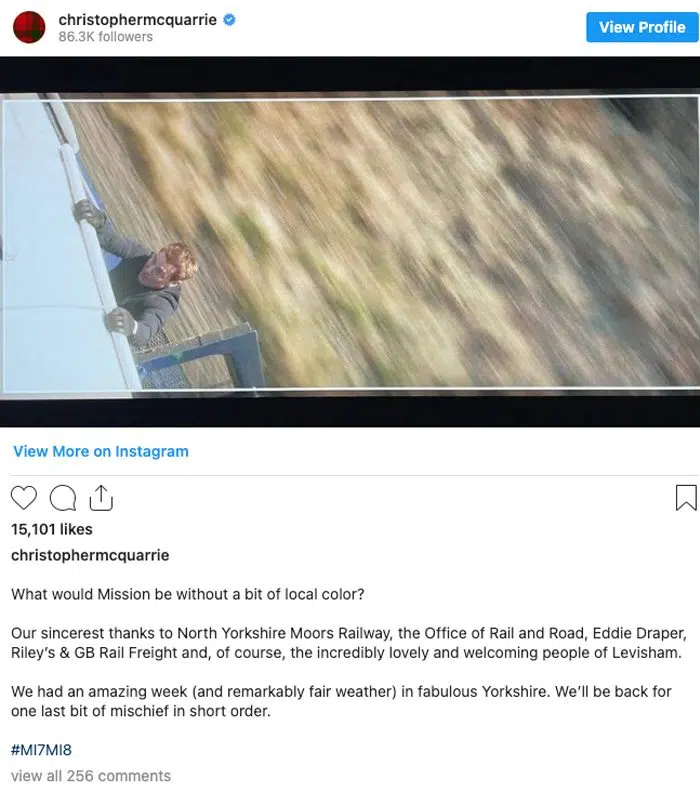 christophermcquarrie
86.3K followers
View Profile
View More on Instagram
15,101 likes
christophermcquarrie
What would Mission be without a bit of local color?
Our sincerest thanks to North Yorkshire Moors Railway, the Office of Rail and Road, Eddie Draper,
Riley’s & GB Rail Freight and, of course, the incredibly lovely and welcoming people of Levisham.
We had an amazing week (and remarkably fair weather) in fabulous Yorkshire. We’ll be back for
one last bit of mischief in short order.
#MI7MI8
view all 256 comments